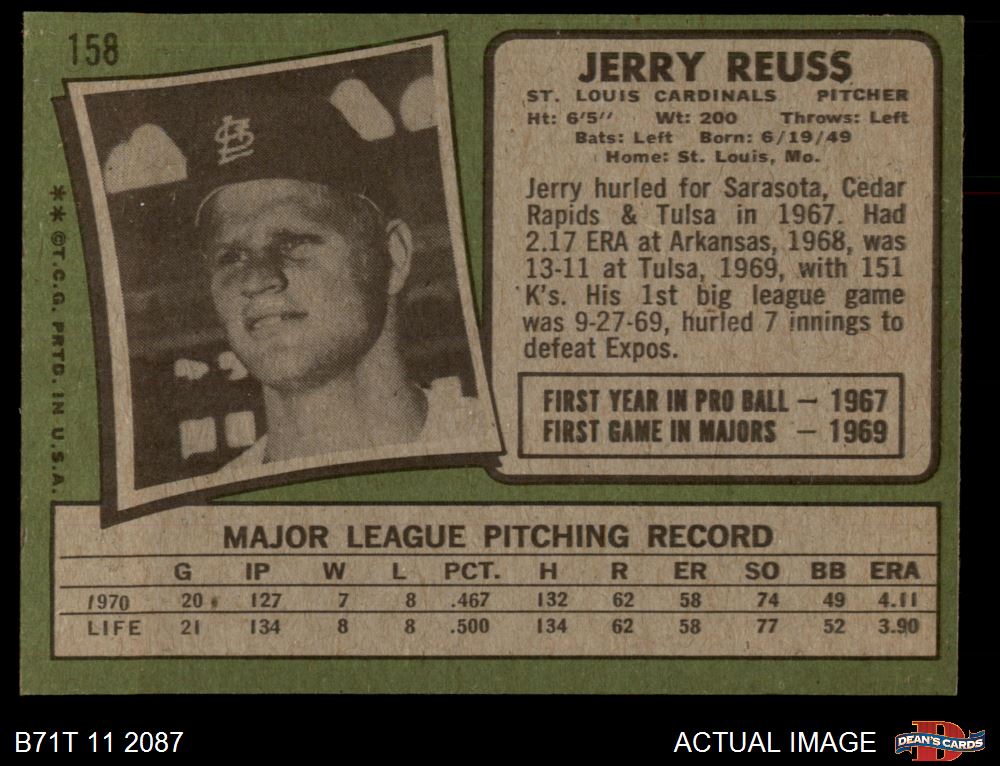 158
JERRY REUSS
ST. LOUIS CARDINALS PITCHER
Ht: 6'5" Wt: 200 Throws: Left
Bats: Left Born: 6/19/49
Home: St. Louis, Mo.
Jerry hurled for Sarasota, Cedar
Rapids & Tulsa in 1967. Had
2.17 ERA at Arkansas, 1968, was
13-11 at Tulsa, 1969, with 151
K's. His 1st big league game
was 9-27-69, hurled 7 innings to
defeat Expos.
FIRST YEAR IN PRO BALL — 1967
FIRST GAME IN MAJORS — 1969
StL
** ©T.C.G. PRTD. IN U.S.A.
MAJOR LEAGUE PITCHING RECORD
G IP W L PCT. H R ER SO BB ERA
1970 20 127 7 8 .467 132 62 58 74 49 4.11
LIFE 21 134 8 8 .500 134 62 58 77 52 3.90
B71T 11 2087
ACTUAL IMAGE
DEAN'S CARDS